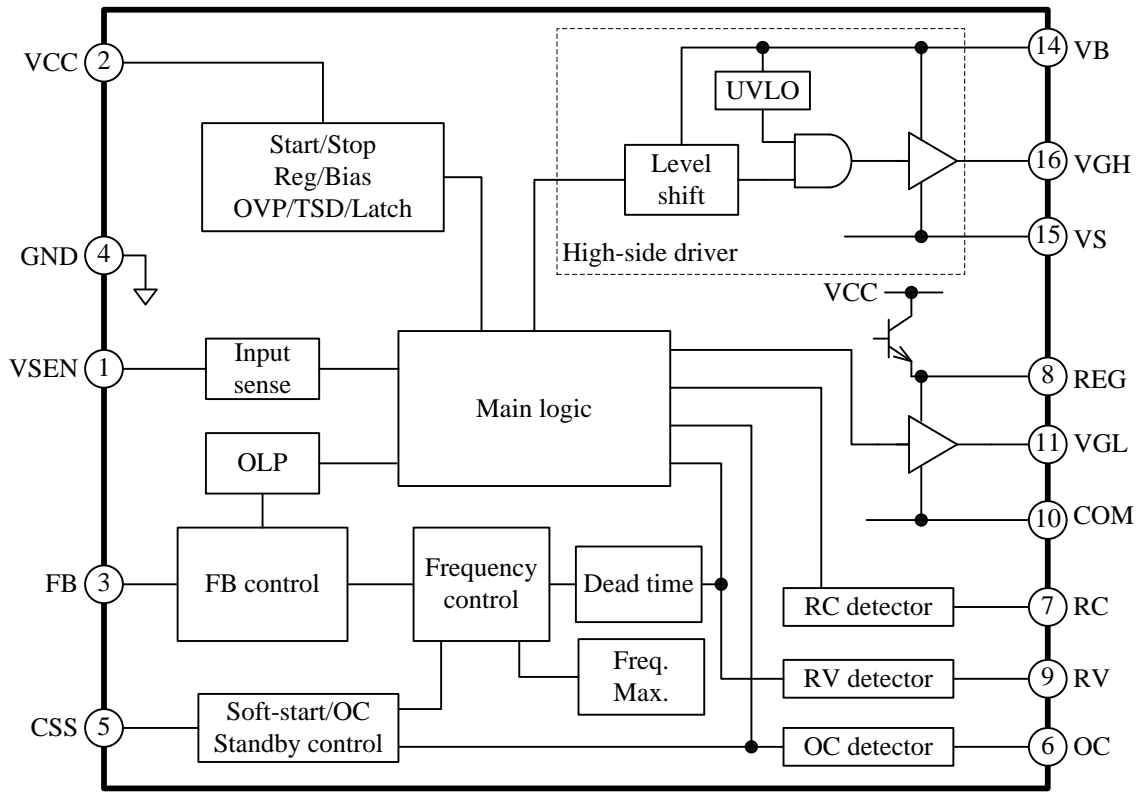 VCC
2
Start/Stop
Reg/Bias
OVP/TSD/Latch
GND
4
VSEN
1
Input
sense
Main logic
OLP
FB
3
FB control
Frequency
control
Dead time
Freq.
Max.
CSS
5
Soft-start/OC
Standby control
UVLO
Level
shift
High-side driver
14
VB
16
VGH
15
VS
VCC
8
REG
11
VGL
10
COM
RC detector
7
RC
RV detector
9
RV
OC detector
6
OC